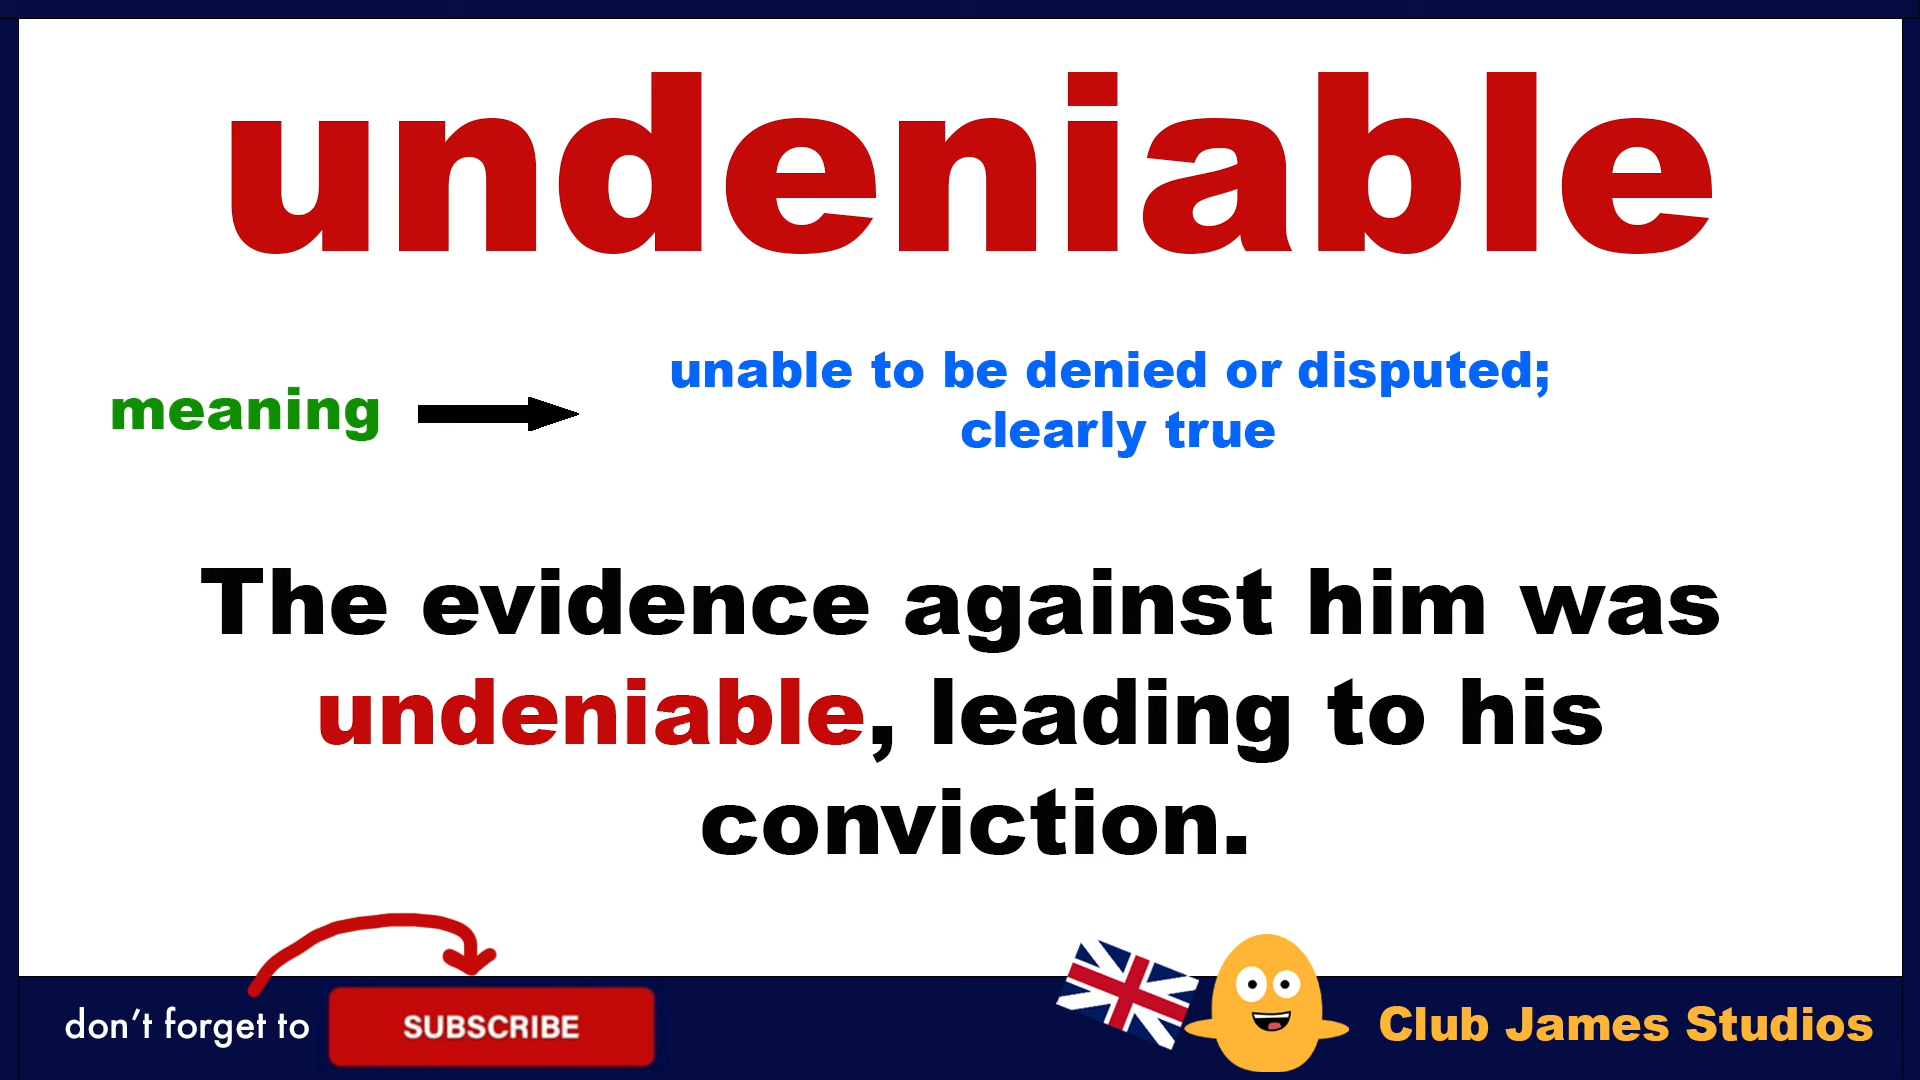 undeniable
meaning
unable to be denied or disputed;
clearly true
The evidence against him was
undeniable, leading to his
conviction.
don't forget to
SUBSCRIBE
Club James Studios